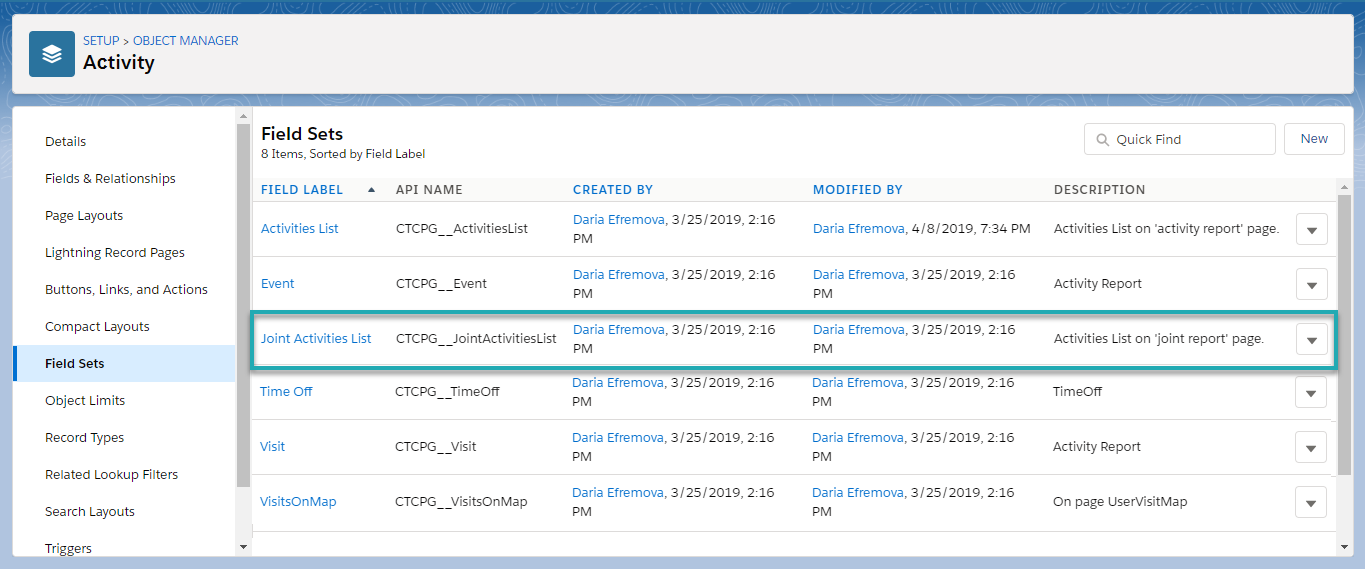 SETUP > OBJECT MANAGER
Activity
Details
Fields & Relationships
Page Layouts
Lightning Record Pages
Buttons, Links, and Actions
Compact Layouts
Field Sets
Object Limits
Record Types
Related Lookup Filters
Search Layouts
Triggers
Field Sets
8 Items, Sorted by Field Label
Quick Find
New
FIELD LABEL API NAME CREATED BY MODIFIED BY DESCRIPTION
Activities List CTCPG__ActivitiesList Daria Efremova, 3/25/2019, 2:16 PM Daria Efremova, 4/8/2019, 7:34 PM Activities List on 'activity report' page.
Event CTCPG__Event Daria Efremova, 3/25/2019, 2:16 PM Daria Efremova, 3/25/2019, 2:16 PM Activity Report
Joint Activities List CTCPG__JointActivitiesList Daria Efremova, 3/25/2019, 2:16 PM Daria Efremova, 3/25/2019, 2:16 PM Activities List on 'joint report' page.
Time Off CTCPG__TimeOff Daria Efremova, 3/25/2019, 2:16 PM Daria Efremova, 3/25/2019, 2:16 PM TimeOff
Visit CTCPG__Visit Daria Efremova, 3/25/2019, 2:16 PM Daria Efremova, 3/25/2019, 2:16 PM Activity Report
VisitsOnMap CTCPG__VisitsOnMap Daria Efremova, 3/25/2019, 2:16 PM Daria Efremova, 3/25/2019, 2:16 PM On page UserVisitMap